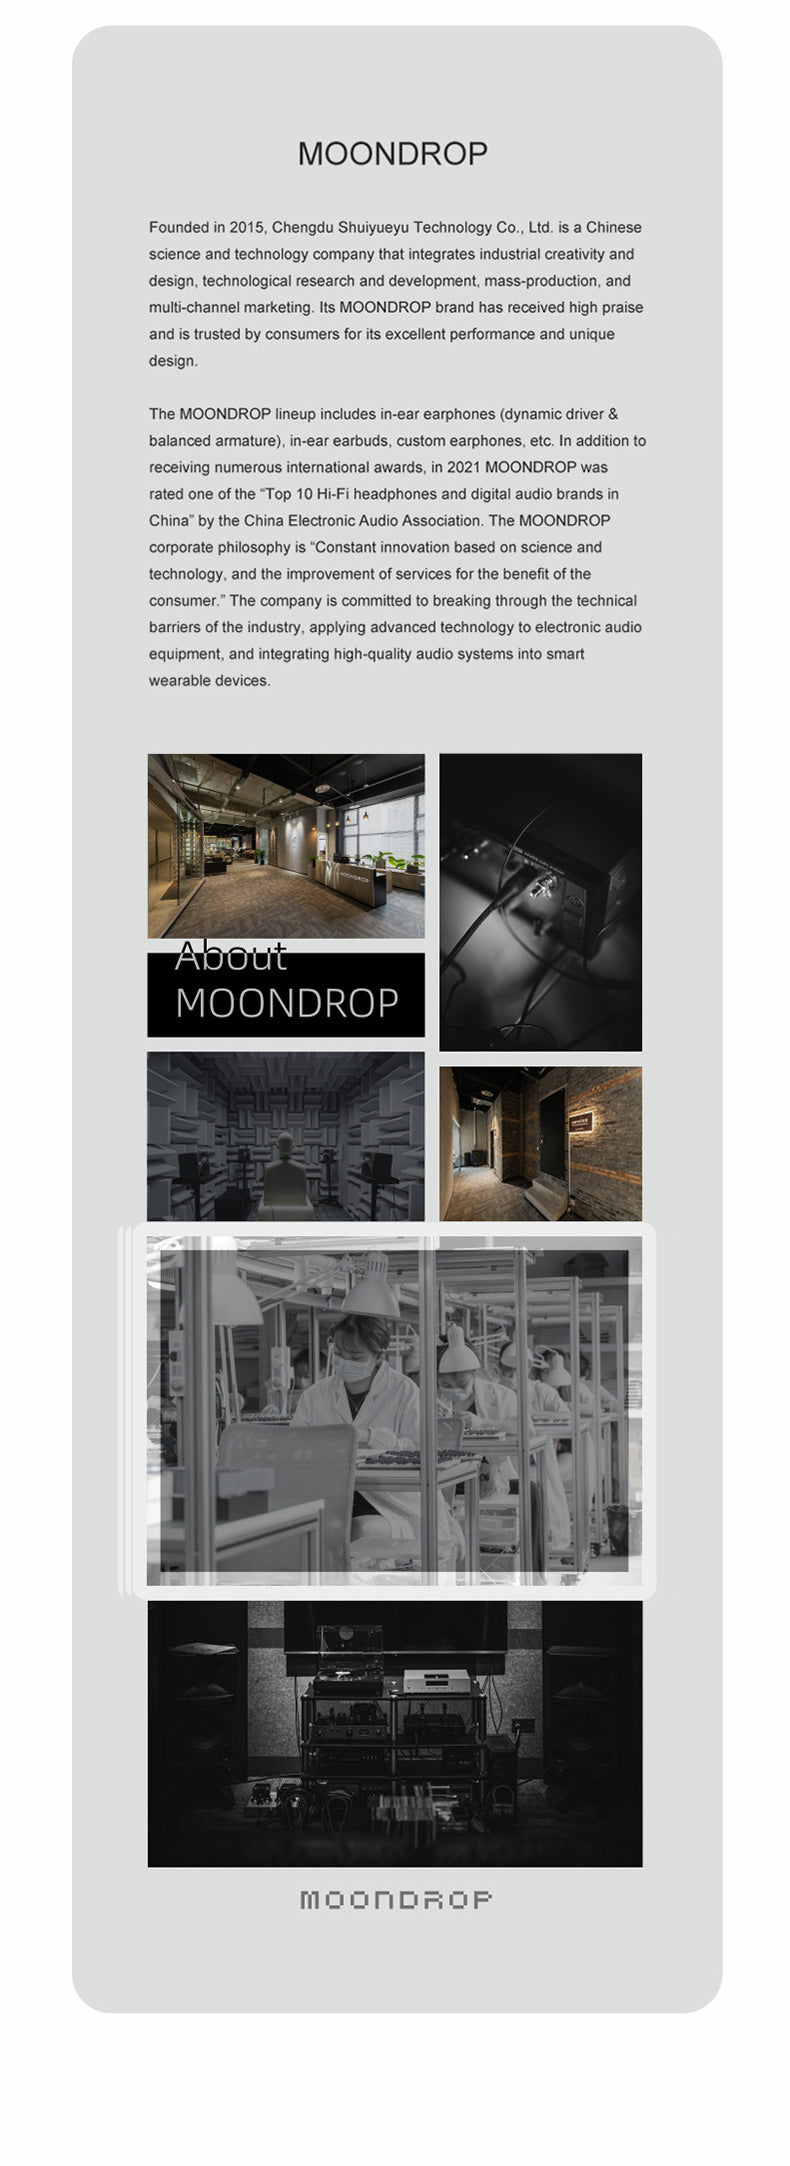 MOONDROP
Founded in 2015, Chengdu Shuiyueyu Technology Co., Ltd. is a Chinese
science and technology company that integrates industrial creativity and
design, technological research and development, mass-production, and
multi-channel marketing. Its MOONDROP brand has received high praise
and is trusted by consumers for its excellent performance and unique
design.
The MOONDROP lineup includes in-ear earphones (dynamic driver &
balanced armature), in-ear earbuds, custom earphones, etc. In addition to
receiving numerous international awards, in 2021 MOONDROP was
rated one of the “Top 10 Hi-Fi headphones and digital audio brands in
China” by the China Electronic Audio Association. The MOONDROP
corporate philosophy is “Constant innovation based on science and
technology, and the improvement of services for the benefit of the
consumer.” The company is committed to breaking through the technical
barriers of the industry, applying advanced technology to electronic audio
equipment, and integrating high-quality audio systems into smart
wearable devices.
MOONDROP
About
MOONDROP
MOONDROP